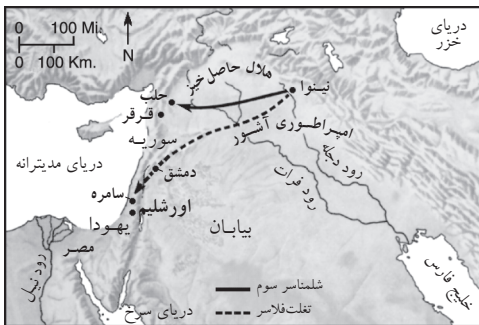 0 100 Mi.
0 100 Km.
N
دریای
خزر
هلال حاصل خیز
نینوا
حلب
قرقر
امپراطوری آشور
سوریه
دریای مدیترانه
رود دجله
رود فرات
دمشق
سامره
اورشلیم
یهودا
بیابان
مصر
رود نیل
خلیج فارس
شلمناسر سوم
تغلت‌فلاسر
دریای سرخ